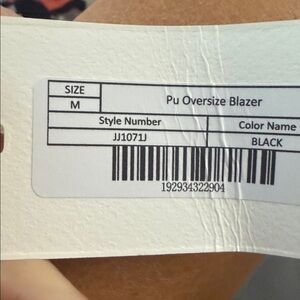 SIZE
M
Pu Oversize Blazer
Style Number
Color Name
JJ1071J
BLACK
192934322904